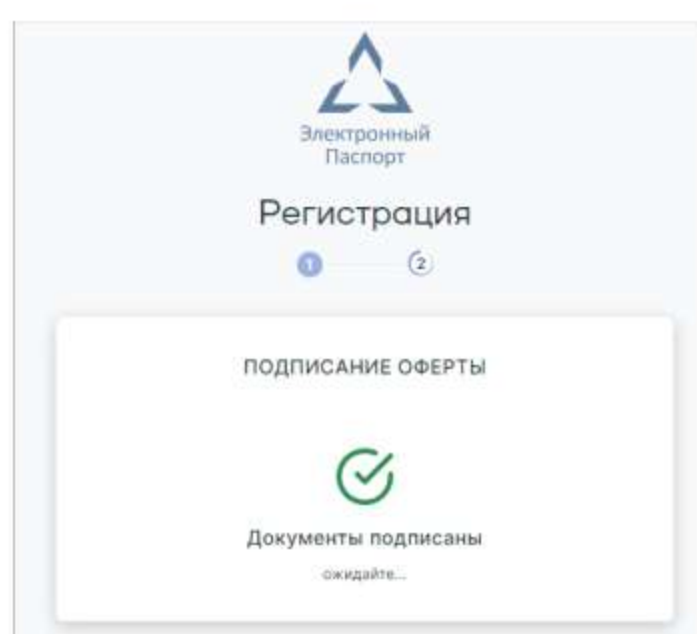 Электронный
Паспорт
Регистрация
1 2
ПОДПИСАНИЕ ОФЕРТЫ
Документы подписаны
ожидайте...